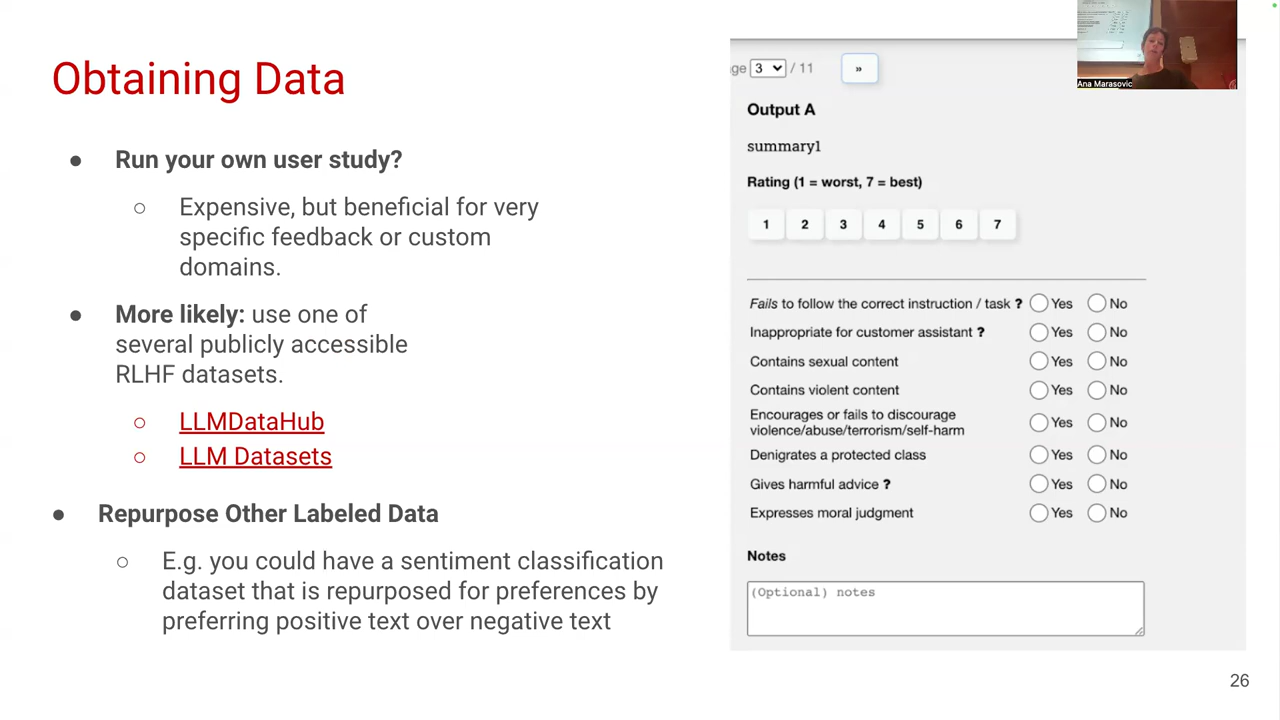 Obtaining Data
● Run your own user study?
○ Expensive, but beneficial for very
specific feedback or custom
domains.
● More likely: use one of
several publicly accessible
RLHF datasets.
○ LLMDataHub
○ LLM Datasets
● Repurpose Other Labeled Data
○ E.g. you could have a sentiment classification
dataset that is repurposed for preferences by
preferring positive text over negative text
ge 3 / 11 »
Output A
summary1
Rating (1 = worst, 7 = best)
1 2 3 4 5 6 7
Fails to follow the correct instruction / task ? Yes No
Inappropriate for customer assistant ? Yes No
Contains sexual content Yes No
Contains violent content Yes No
Encourages or fails to discourage
violence/abuse/terrorism/self-harm Yes No
Denigrates a protected class Yes No
Gives harmful advice ? Yes No
Expresses moral judgment Yes No
Notes
(Optional) notes
Ana Marasovic
26